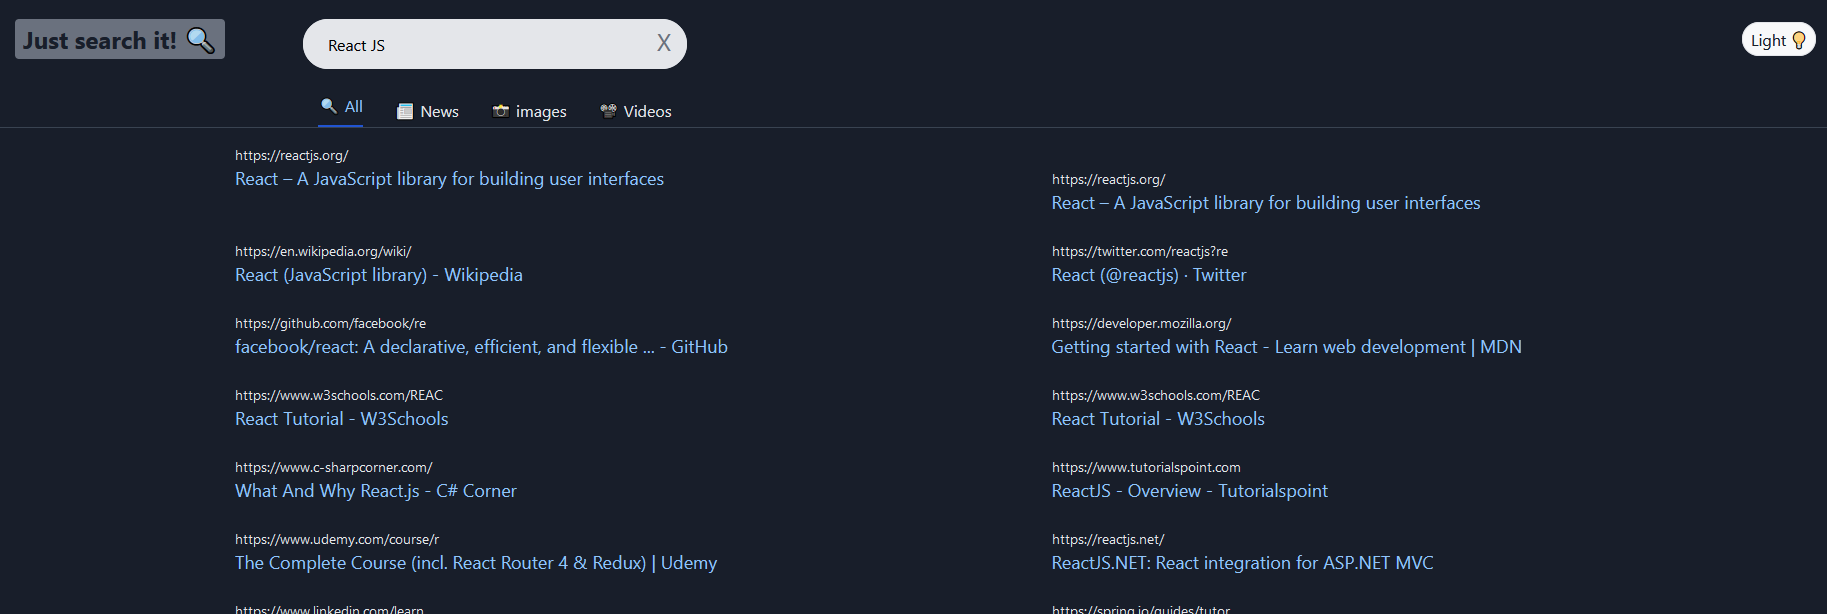 Just search it!
React JS
X
Light
All
News
images
Videos
https://reactjs.org/
React – A JavaScript library for building user interfaces
https://en.wikipedia.org/wiki/
React (JavaScript library) - Wikipedia
https://github.com/facebook/re
facebook/react: A declarative, efficient, and flexible ... - GitHub
https://www.w3schools.com/REAC
React Tutorial - W3Schools
https://www.c-sharpcorner.com/
What And Why React.js - C# Corner
https://www.udemy.com/course/r
The Complete Course (incl. React Router 4 & Redux) | Udemy
https://www.linkedin.com/learn
https://reactjs.org/
React – A JavaScript library for building user interfaces
https://twitter.com/reactjs?re
React (@reactjs) · Twitter
https://developer.mozilla.org/
Getting started with React - Learn web development | MDN
https://www.w3schools.com/REAC
React Tutorial - W3Schools
https://www.tutorialspoint.com
ReactJS - Overview - Tutorialspoint
https://reactjs.net/
ReactJS.NET: React integration for ASP.NET MVC
https://spring.io/guides/tutor